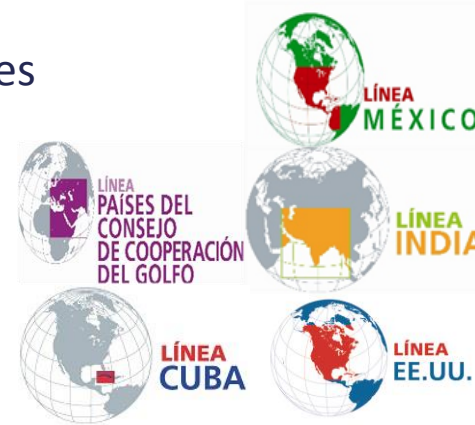 es
LÍNEA
MÉXICO
LÍNEA
PAÍSES DEL
CONSEJO
DE COOPERACIÓN
DEL GOLFO
LÍNEA
INDIA
LÍNEA
CUBA
LÍNEA
EE.UU.